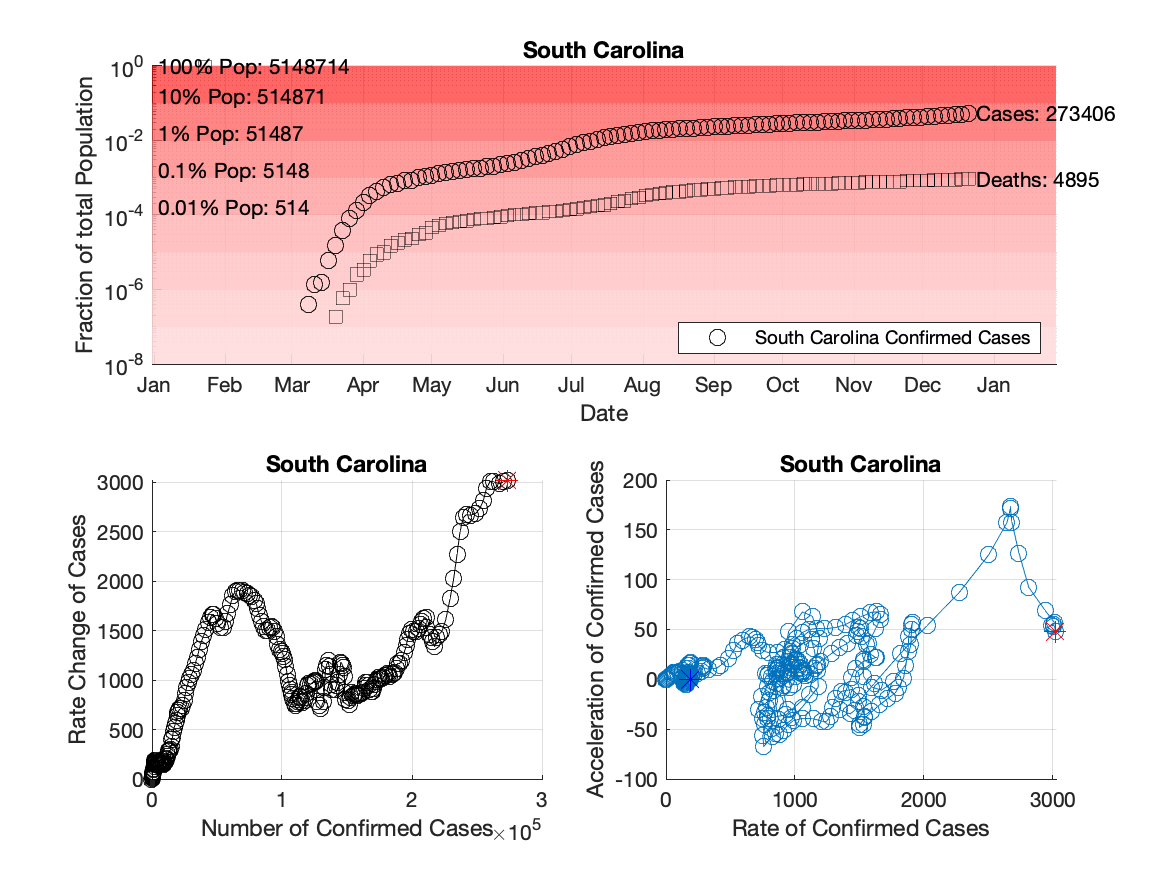 South Carolina
10^0
10^-2
10^-4
10^-6
10^-8
Fraction of total Population
100% Pop: 5148714
10% Pop: 514871
1% Pop: 51487
0.1% Pop: 5148
0.01% Pop: 514
Cases: 273406
Deaths: 4895
South Carolina Confirmed Cases
Jan Feb Mar Apr May Jun Jul Aug Sep Oct Nov Dec Jan
Date
South Carolina
3000
2500
2000
1500
1000
500
0
Rate Change of Cases
0 1 2 3
Number of Confirmed Cases ×10^5
South Carolina
200
150
100
50
0
-50
-100
Acceleration of Confirmed Cases
0 1000 2000 3000
Rate of Confirmed Cases